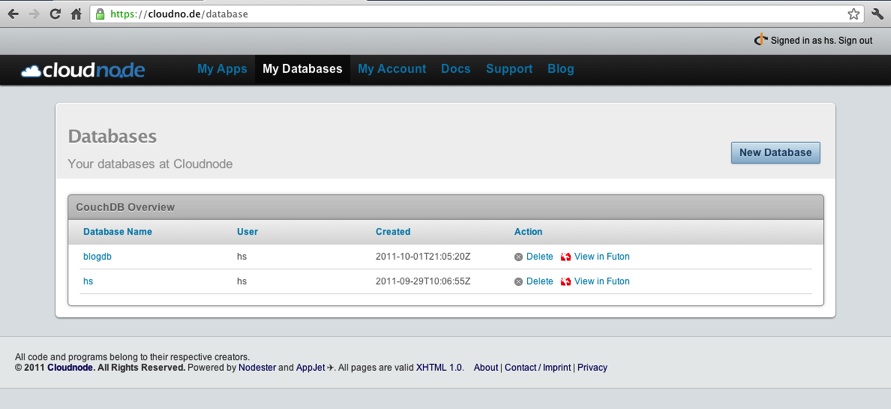 https://cloudno.de/database
Signed in as hs. Sign out
cloudno.de My Apps My Databases My Account Docs Support Blog
Databases
Your databases at Cloudnode
New Database
CouchDB Overview
Database Name User Created Action
blogdb hs 2011-10-01T21:05:20Z Delete View in Futon
hs hs 2011-09-29T10:06:55Z Delete View in Futon
All code and programs belong to their respective creators.
© 2011 Cloudnode. All Rights Reserved. Powered by Nodester and AppJet ✈. All pages are valid XHTML 1.0. About | Contact / Imprint | Privacy